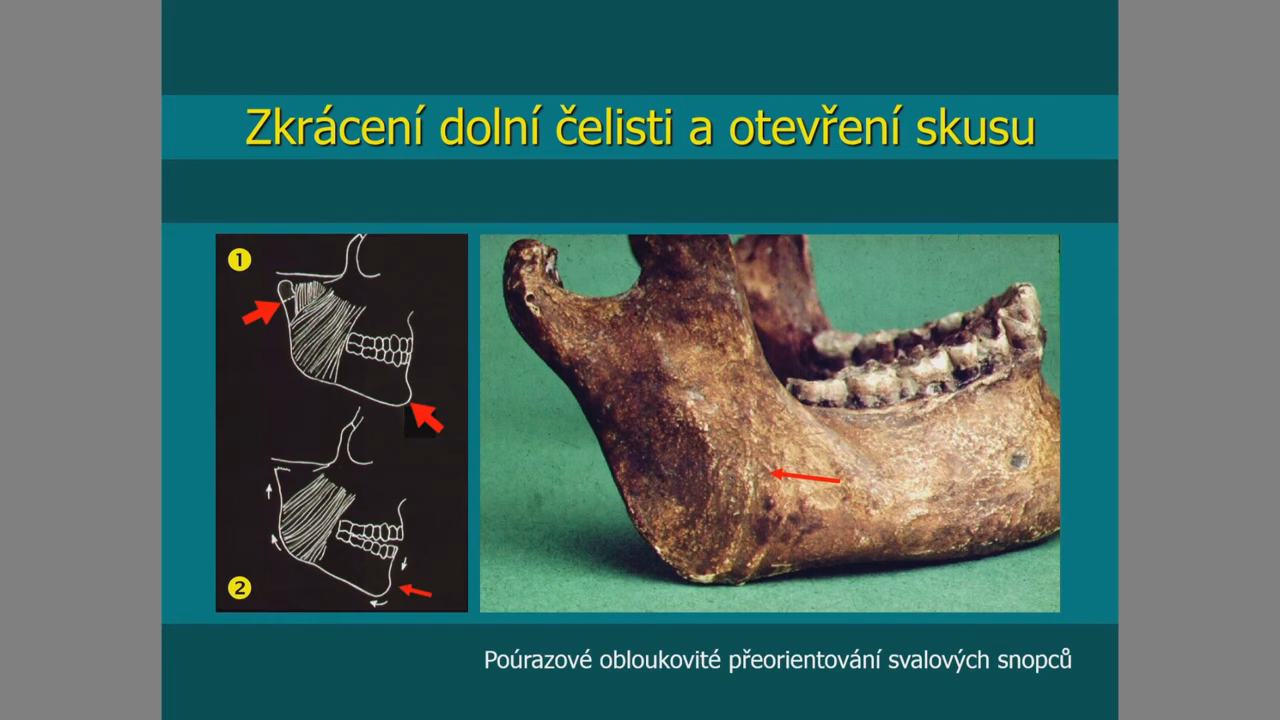 Zkrácení dolní čelisti a otevření skusu
1
2
Poúrazové obloukovité přeorientování svalových snopců